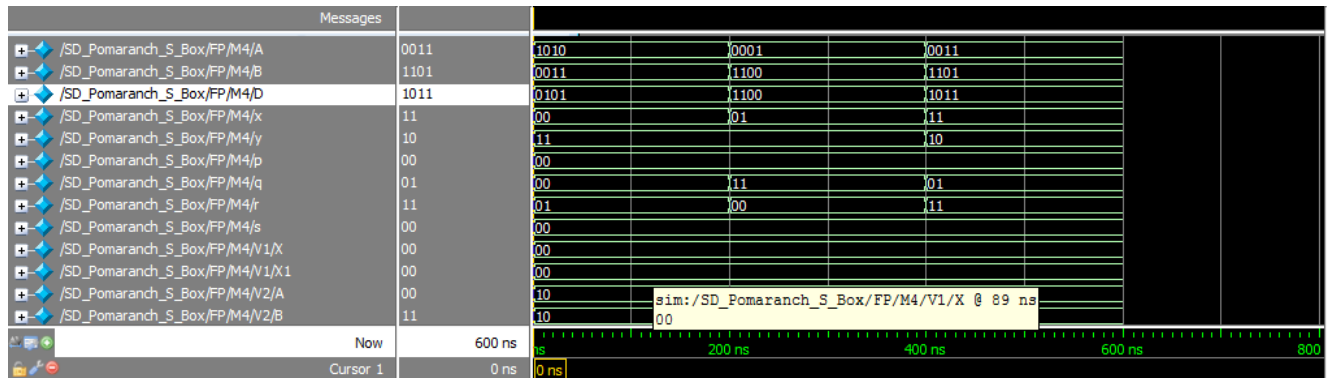 Messages
/SD_Pomaranch_S_Box/FP/M4/A 0011 1010 0001 0011
/SD_Pomaranch_S_Box/FP/M4/B 1101 0011 1100 1101
/SD_Pomaranch_S_Box/FP/M4/D 1011 0101 1100 1011
/SD_Pomaranch_S_Box/FP/M4/x 11 00 01 11
/SD_Pomaranch_S_Box/FP/M4/y 10 11 10
/SD_Pomaranch_S_Box/FP/M4/p 00 00
/SD_Pomaranch_S_Box/FP/M4/q 01 00 11 01
/SD_Pomaranch_S_Box/FP/M4/r 11 01 00 11
/SD_Pomaranch_S_Box/FP/M4/s 00 00
/SD_Pomaranch_S_Box/FP/M4/V1/X 00 00
/SD_Pomaranch_S_Box/FP/M4/V1/X1 00 00
/SD_Pomaranch_S_Box/FP/M4/V2/A 00 10
/SD_Pomaranch_S_Box/FP/M4/V2/B 11 10
sim:/SD_Pomaranch_S_Box/FP/M4/V1/X @ 89 ns
00
Now 600 ns ns 200 ns 400 ns 600 ns 800
Cursor 1 0 ns 0 ns